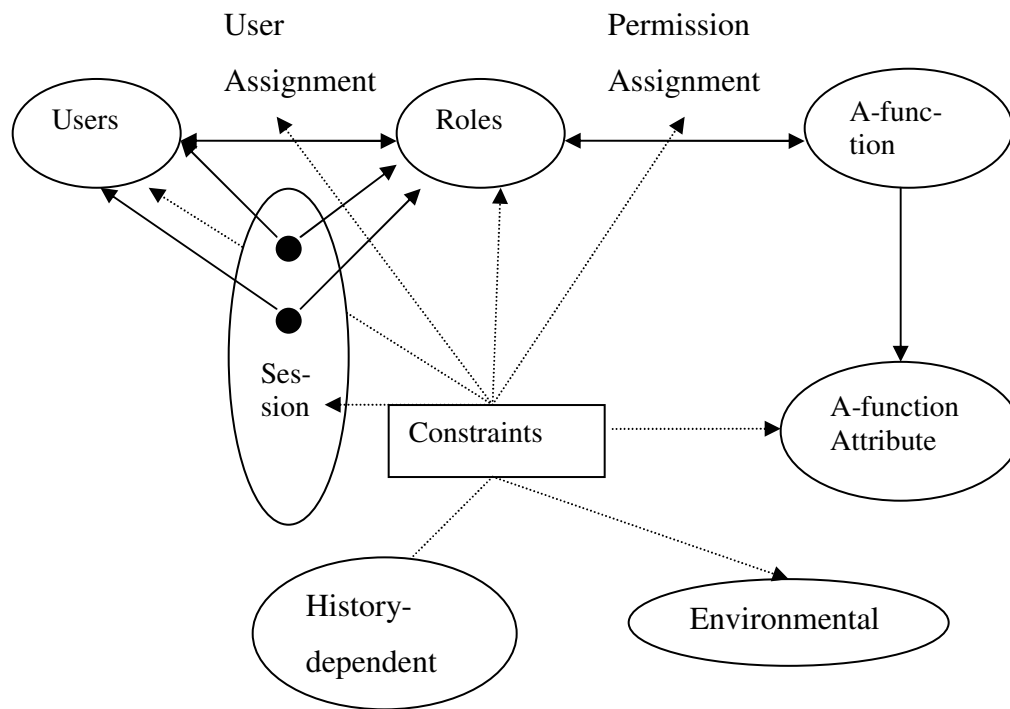 User
Assignment
Permission
Assignment
Users
Roles
A-func-
tion
Ses-
sion
Constraints
A-function
Attribute
History-
dependent
Environmental